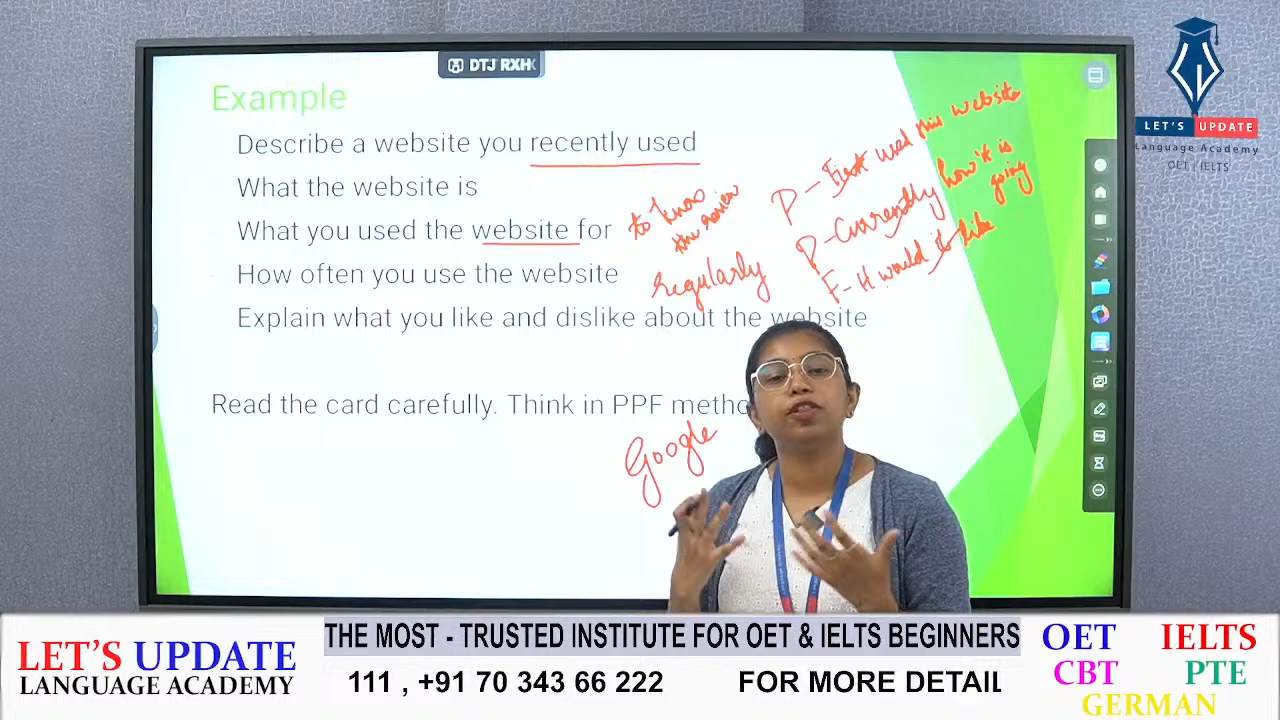 DTJ RXH
Example
Describe a website you recently used
What the website is
What you used the website for
How often you use the website
Explain what you like and dislike about the website
Read the card carefully. Think in PPF metho
to know
the review
regularly
P - First used this website
P - Currently how it is
going
F - H would it like
Google
LET'S UPDATE
Language Academy
OET | IELTS
LET'S UPDATE
LANGUAGE ACADEMY
THE MOST - TRUSTED INSTITUTE FOR OET & IELTS BEGINNERS
111 , +91 70 343 66 222 FOR MORE DETAIL
OET IELTS
CBT PTE
GERMAN